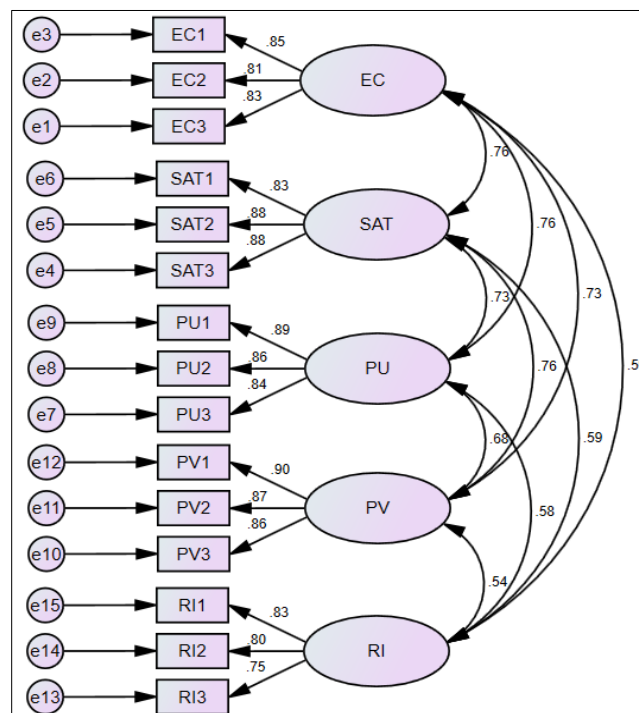 e3 EC1 .85
e2 EC2 .81 EC
e1 EC3 .83
.76
e6 SAT1 .83
e5 SAT2 .88 SAT .76
e4 SAT3 .88
.73 .73
e9 PU1 .89
e8 PU2 .86 PU .76
e7 PU3 .84
.68 .59
e12 PV1 .90
e11 PV2 .87 PV .58
e10 PV3 .86
.54
e15 RI1 .83
e14 RI2 .80 RI
e13 RI3 .75